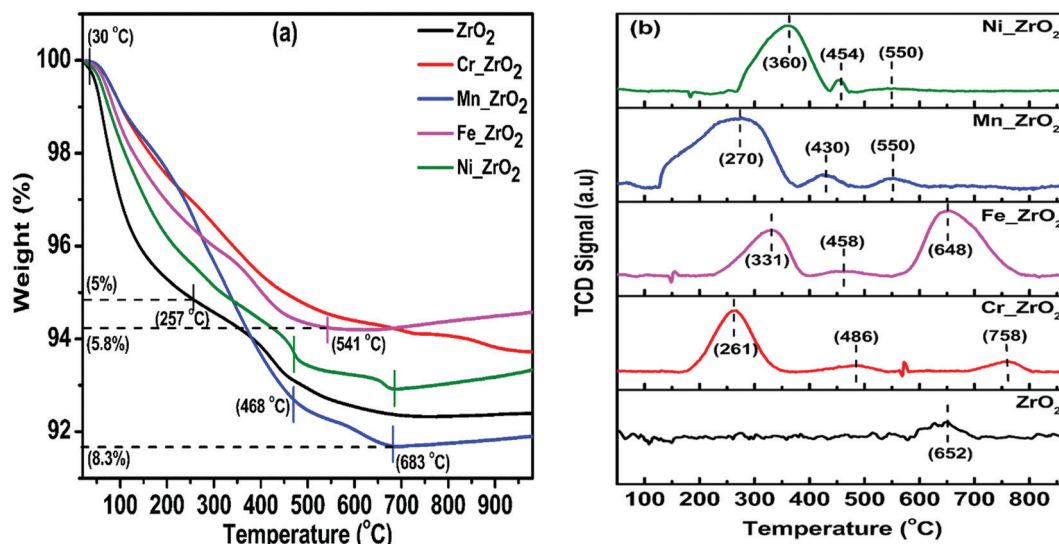 (a)
(30 °C)
ZrO₂
Cr_ZrO₂
Mn_ZrO₂
Fe_ZrO₂
Ni_ZrO₂
100
98
96
94
92
Weight (%)
(5%)
(257 °C)
(5.8%)
(541 °C)
(468 °C)
(8.3%)
(683 °C)
100 200 300 400 500 600 700 800 900
Temperature (°C)
(b)
Ni_ZrO₂
(360)
(454)
(550)
Mn_ZrO₂
(270)
(430)
(550)
Fe_ZrO₂
(331)
(458)
(648)
Cr_ZrO₂
(261)
(486)
(758)
ZrO₂
(652)
TCD Signal (a.u)
100 200 300 400 500 600 700 800
Temperature (°C)